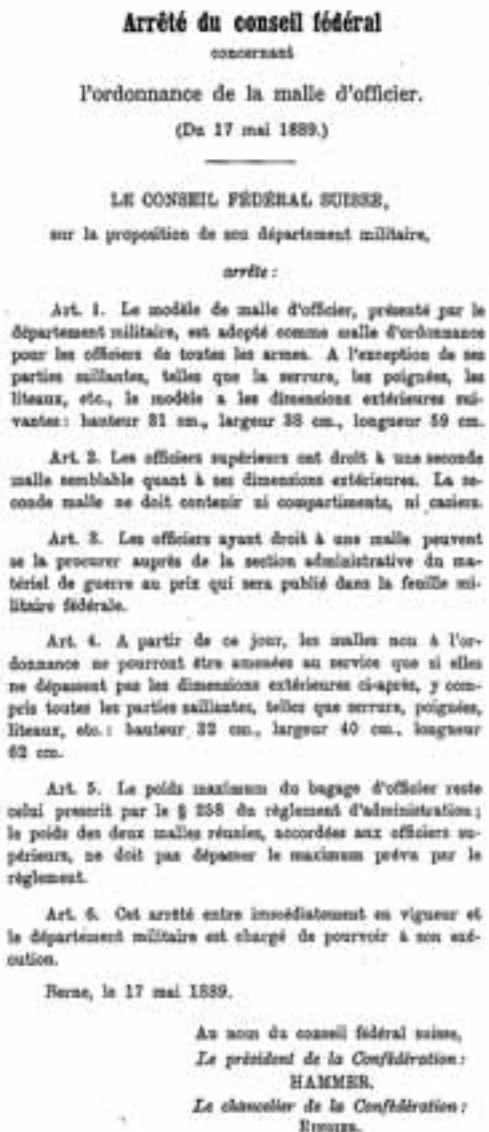 Arrêté du conseil fédéral
concernant
l'ordonnance de la malle d'officier.
(Du 17 mai 1889.)
LE CONSEIL FÉDÉRAL SUISSE,
sur la proposition de son département militaire,
arrête:
Art. 1. Le modèle de malle d'officier, présenté par le
département militaire, est adopté comme malle d'ordonnance
pour les officiers de toutes les armes. A l'exception de ses
parties saillantes, telles que la serrure, les poignées, les
liteaux, etc., le modèle a les dimensions extérieures sui-
vantes: hauteur 31 cm., largeur 38 cm., longueur 59 cm.
Art. 2. Les officiers supérieurs ont droit à une seconde
malle semblable quant à ses dimensions extérieures. La se-
conde malle ne doit contenir ni compartiments, ni casiers.
Art. 3. Les officiers ayant droit à une malle peuvent
se la procurer auprès de la section administrative du ma-
tériel de guerre au prix qui sera publié dans la feuille mi-
litaire fédérale.
Art. 4. A partir de ce jour, les malles non à l'or-
donnance ne pourront être amenées au service que si elles
ne dépassent pas les dimensions extérieures ci-après, y com-
pris toutes les parties saillantes, telles que serrure, poignées,
liteaux, etc.: hauteur 32 cm., largeur 40 cm., longueur
62 cm.
Art. 5. Le poids maximum du bagage d'officier reste
celui prescrit par le § 258 du règlement d'administration;
le poids des deux malles réunies, accordées aux officiers su-
périeurs, ne doit pas dépasser le maximum prévu par le
règlement.
Art. 6. Cet arrêté entre immédiatement en vigueur et
le département militaire est chargé de pourvoir à son exé-
cution.
Berne, le 17 mai 1889.
Au nom du conseil fédéral suisse,
Le président de la Confédération:
HAMMER.
Le chancelier de la Confédération:
RINGIER.